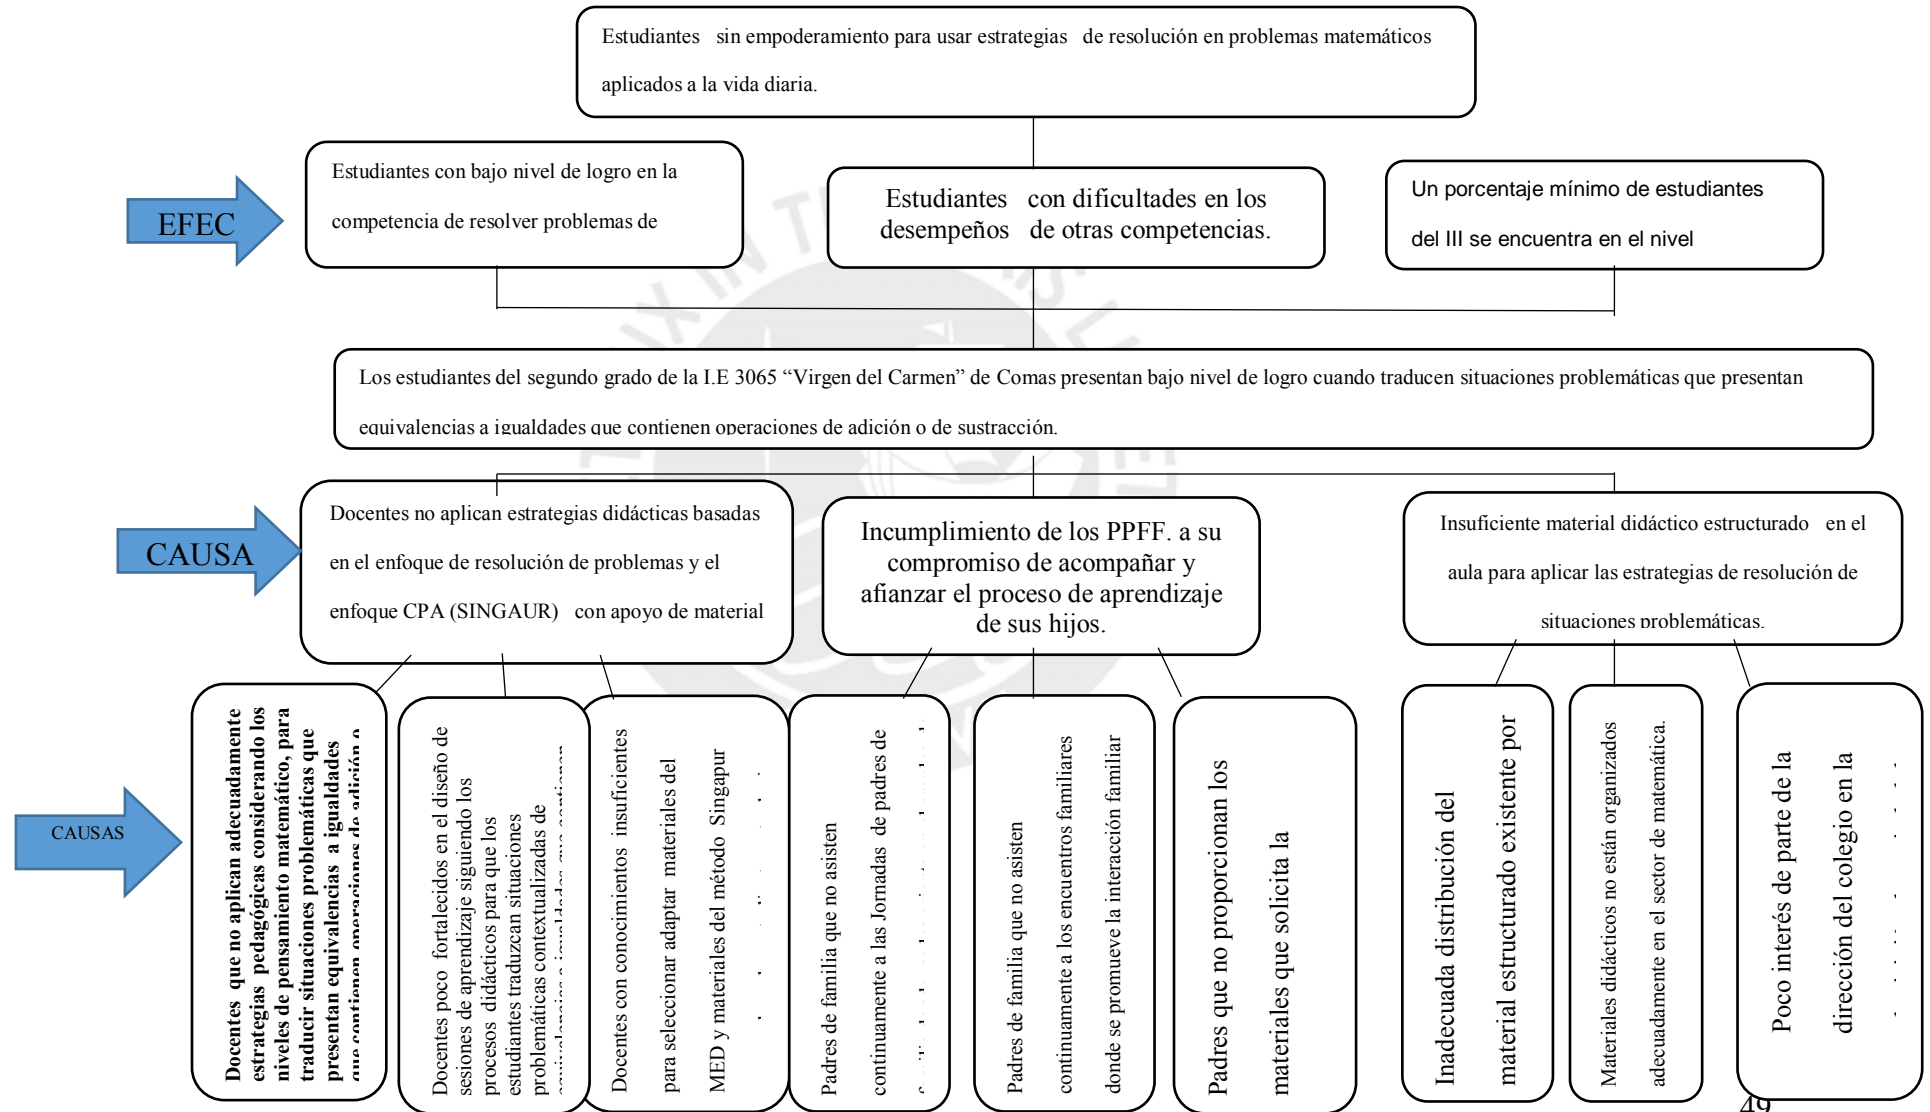 Estudiantes sin empoderamiento para usar estrategias de resolución en problemas matemáticos
aplicados a la vida diaria.
EFEC
Estudiantes con bajo nivel de logro en la
competencia de resolver problemas de
Estudiantes con dificultades en los
desempeños de otras competencias.
Un porcentaje mínimo de estudiantes
del III se encuentra en el nivel
Los estudiantes del segundo grado de la I.E 3065 “Virgen del Carmen” de Comas presentan bajo nivel de logro cuando traducen situaciones problemáticas que presentan
equivalencias a igualdades que contienen operaciones de adición o de sustracción.
CAUSA
Docentes no aplican estrategias didácticas basadas
en el enfoque de resolución de problemas y el
enfoque CPA (SINGAUR) con apoyo de material
Incumplimiento de los PPFF. a su
compromiso de acompañar y
afianzar el proceso de aprendizaje
de sus hijos.
Insuficiente material didáctico estructurado en el
aula para aplicar las estrategias de resolución de
situaciones problemáticas.
CAUSAS
Docentes que no aplican adecuadamente
estrategias pedagógicas considerando los
niveles de pensamiento matemático, para
traducir situaciones problemáticas que
presentan equivalencias a igualdades
que contienen operaciones de adición o
Docentes poco fortalecidos en el diseño de
sesiones de aprendizaje siguiendo los
procesos didácticos para que los
estudiantes traduzcan situaciones
problemáticas contextualizadas de
equivalencias a igualdades que contienen
Docentes con conocimientos insuficientes
para seleccionar adaptar materiales del
MED y materiales del método Singapur
Padres de familia que no asisten
continuamente a las Jornadas de padres de
Padres de familia que no asisten
continuamente a los encuentros familiares
donde se promueve la interacción familiar
Padres que no proporcionan los
materiales que solicita la
Inadecuada distribución del
material estructurado existente por
Materiales didácticos no están organizados
adecuadamente en el sector de matemática.
Poco interés de parte de la
dirección del colegio en la
49